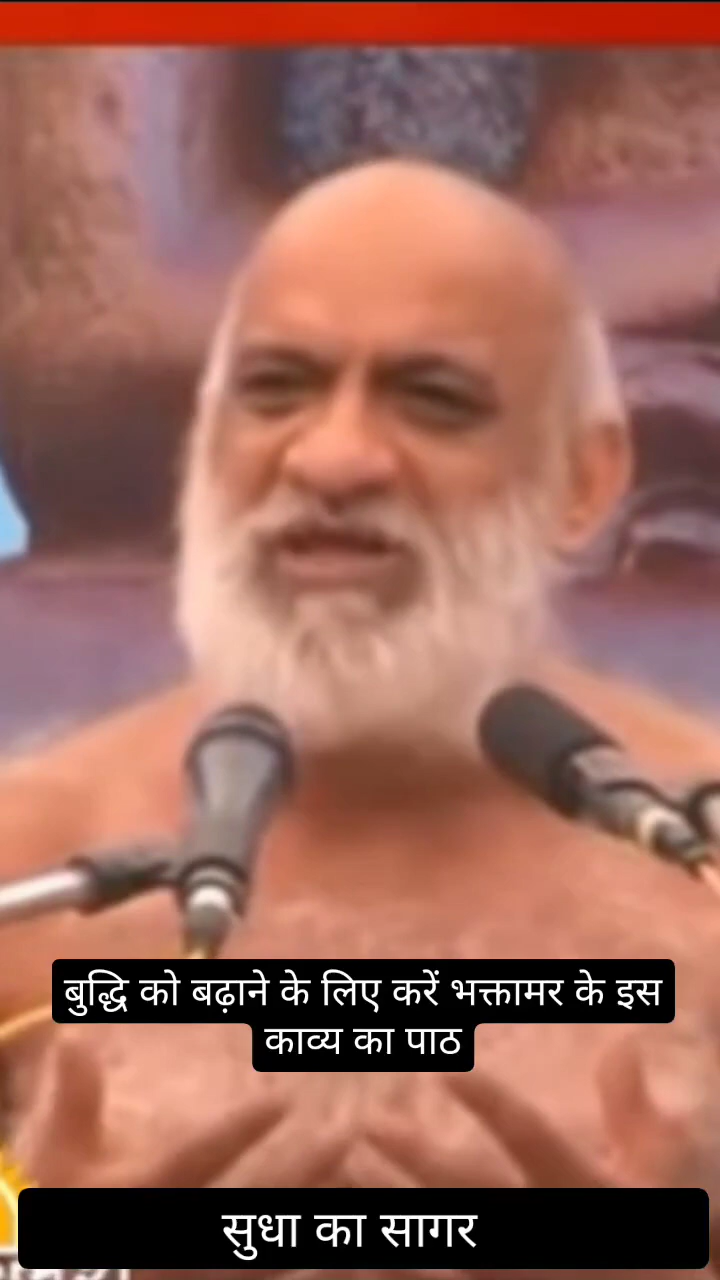 बुद्धि को बढ़ाने के लिए करें भक्तामर के इस
काव्य का पाठ
सुधा का सागर